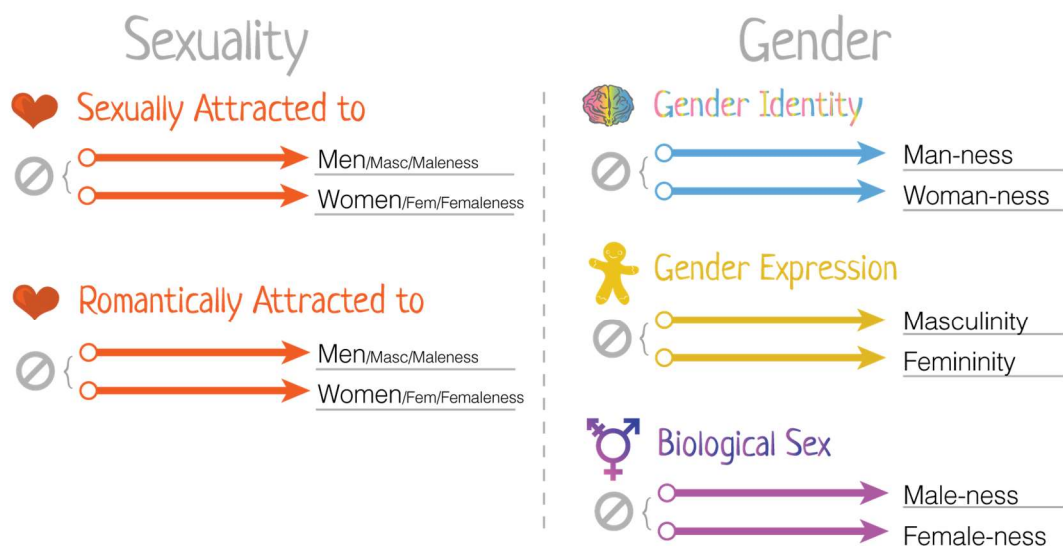 Sexuality
Sexually Attracted to
Men/Masc/Maleness
Women/Fem/Femaleness
Romantically Attracted to
Men/Masc/Maleness
Women/Fem/Femaleness
Gender
Gender Identity
Man-ness
Woman-ness
Gender Expression
Masculinity
Femininity
Biological Sex
Male-ness
Female-ness